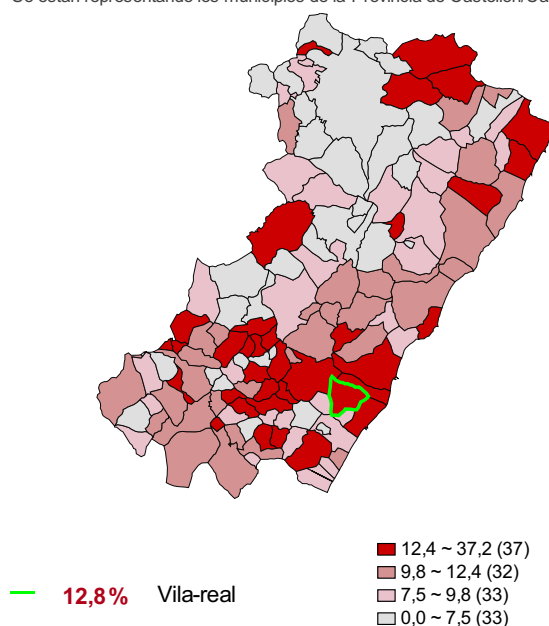 12,4 ~ 37,2 (37)
9,8 ~ 12,4 (32)
7,5 ~ 9,8 (33)
0,0 ~ 7,5 (33)
12,8% Vila-real